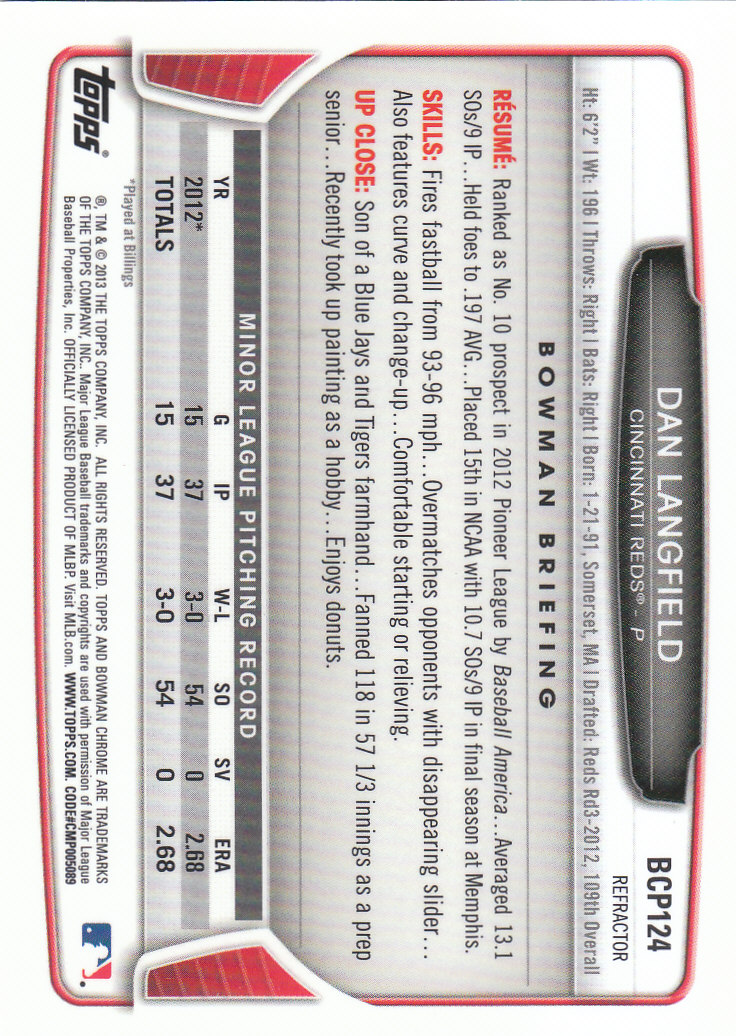 BCP124
REFRACTOR
DAN LANGFIELD
CINCINNATI REDS® - P
Ht: 6'2" | Wt: 196 | Throws: Right | Bats: Right | Born: 1-21-91, Somerset, MA | Drafted: Reds Rd3-2012, 109th Overall
BOWMAN BRIEFING
RÉSUMÉ: Ranked as No. 10 prospect in 2012 Pioneer League by Baseball America...Averaged 13.1
SOs/9 IP...Held foes to .197 AVG...Placed 15th in NCAA with 10.7 SOs/9 IP in final season at Memphis.
SKILLS: Fires fastball from 93-96 mph...Overmatches opponents with disappearing slider...
Also features curve and change-up...Comfortable starting or relieving.
UP CLOSE: Son of a Blue Jays and Tigers farmhand...Fanned 118 in 57 1/3 innings as a prep
senior...Recently took up painting as a hobby...Enjoys donuts.
MINOR LEAGUE PITCHING RECORD
YR G IP W-L SO SV ERA
2012* 15 37 3-0 54 0 2.68
TOTALS 15 37 3-0 54 0 2.68
*Played at Billings
topps®
®, TM & © 2013 THE TOPPS COMPANY, INC. ALL RIGHTS RESERVED. TOPPS AND BOWMAN CHROME ARE TRADEMARKS
OF THE TOPPS COMPANY, INC. Major League Baseball trademarks and copyrights are used with permission of Major League
Baseball Properties, Inc. OFFICIALLY LICENSED PRODUCT OF MLBP. Visit MLB.com. WWW.TOPPS.COM. CODE#CMP005089